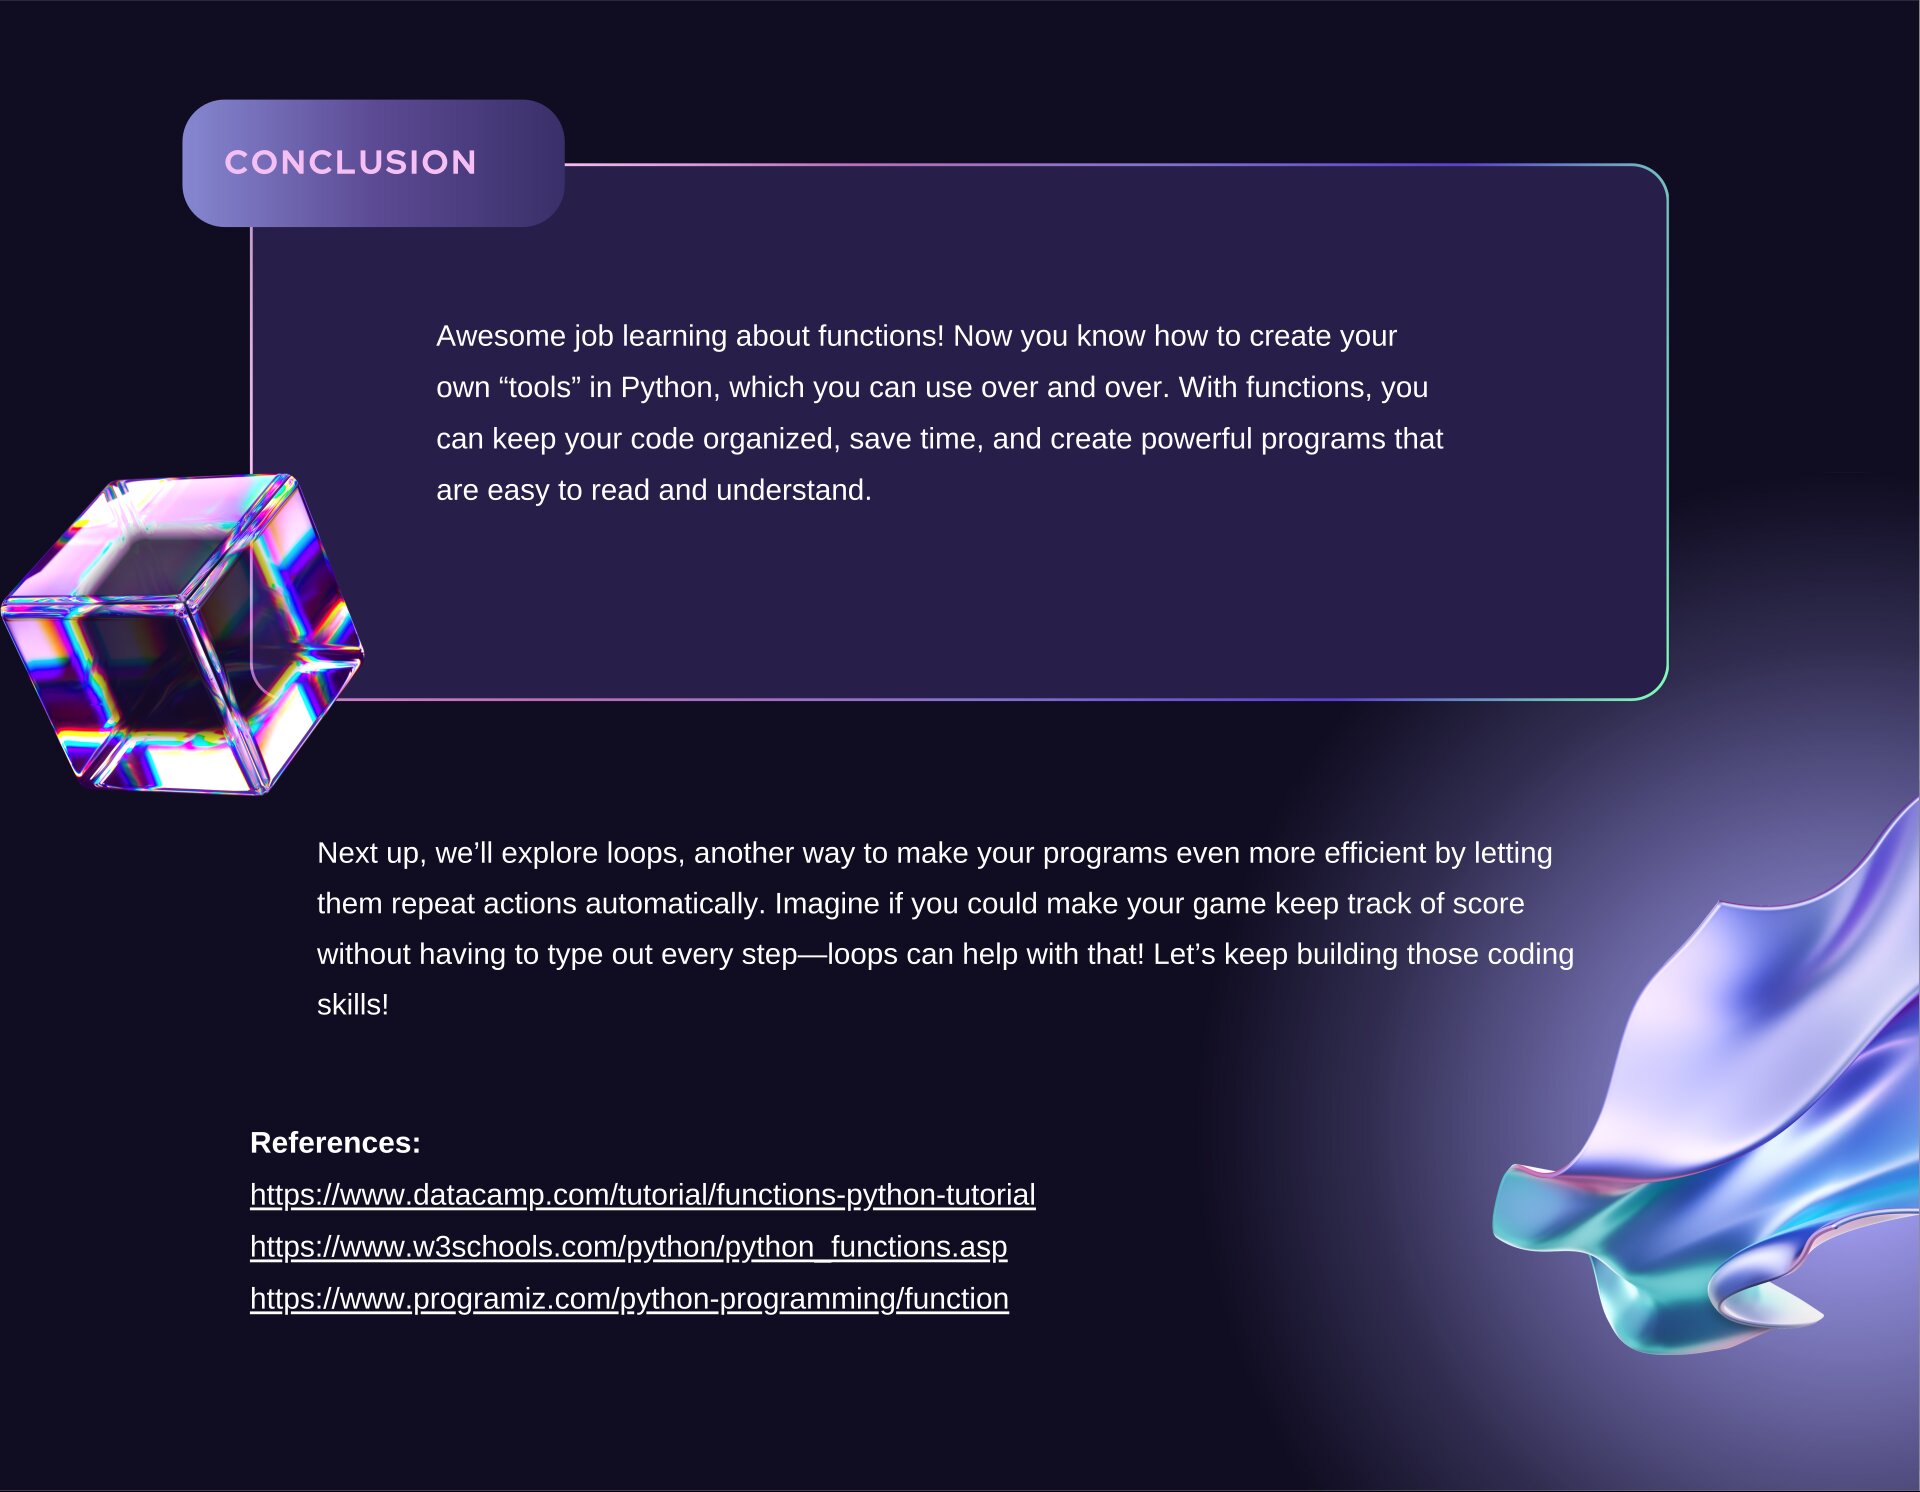 CONCLUSION
Awesome job learning about functions! Now you know how to create your
own “tools” in Python, which you can use over and over. With functions, you
can keep your code organized, save time, and create powerful programs that
are easy to read and understand.
Next up, we’ll explore loops, another way to make your programs even more efficient by letting
them repeat actions automatically. Imagine if you could make your game keep track of score
without having to type out every step—loops can help with that! Let’s keep building those coding
skills!
References:
https://www.datacamp.com/tutorial/functions-python-tutorial
https://www.w3schools.com/python/python_functions.asp
https://www.programiz.com/python-programming/function